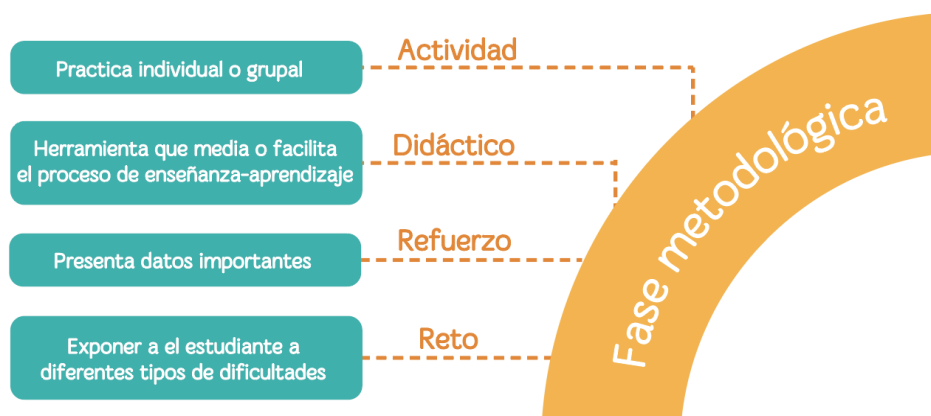 Actividad
Practica individual o grupal
Didáctico
Herramienta que media o facilita
el proceso de enseñanza-aprendizaje
Refuerzo
Presenta datos importantes
Reto
Exponer a el estudiante a
diferentes tipos de dificultades
Fase metodológica